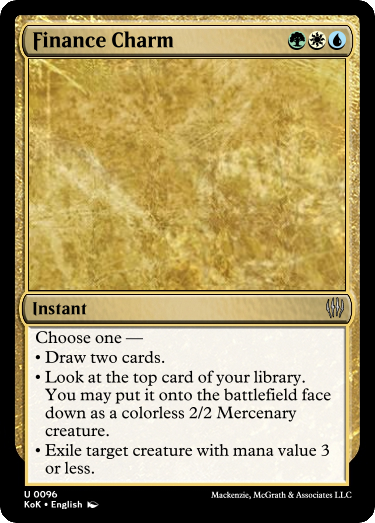 Finance Charm
Instant
Choose one —
• Draw two cards.
• Look at the top card of your library.
You may put it onto the battlefield face
down as a colorless 2/2 Mercenary
creature.
• Exile target creature with mana value 3
or less.
U 0096
KoK • English
Mackenzie, McGrath & Associates LLC